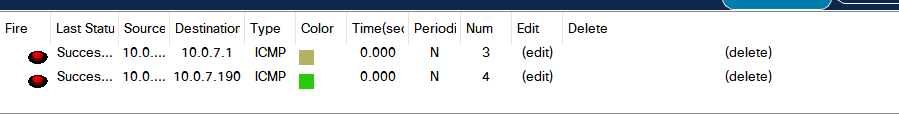 Fire Last Statu Source Destination Type Color Time(sec Periodi Num Edit Delete
Succes... 10.0.... 10.0.7.1 ICMP 0.000 N 3 (edit) (delete)
Succes... 10.0.... 10.0.7.190 ICMP 0.000 N 4 (edit) (delete)